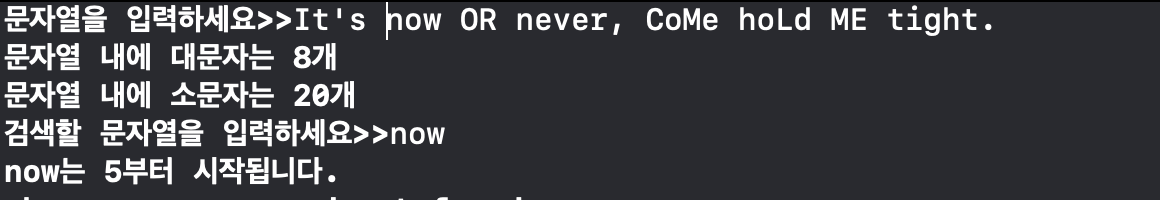 문자열을 입력하세요>>It's now OR never, CoMe hoLd ME tight.
문자열 내에 대문자는 8개
문자열 내에 소문자는 20개
검색할 문자열을 입력하세요>>now
now는 5부터 시작됩니다.